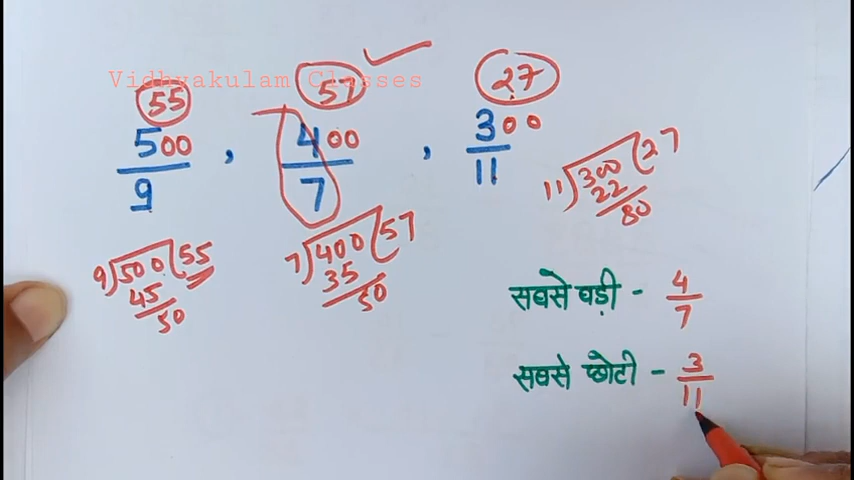 Vidhyakulam Classes
55 57 27
500/9 , 400/7 , 300/11
11)300(27
22
80
9)500(55
45
50
7)400(57
35
50
सबसे बड़ी - 4/7
सबसे छोटी - 3/11